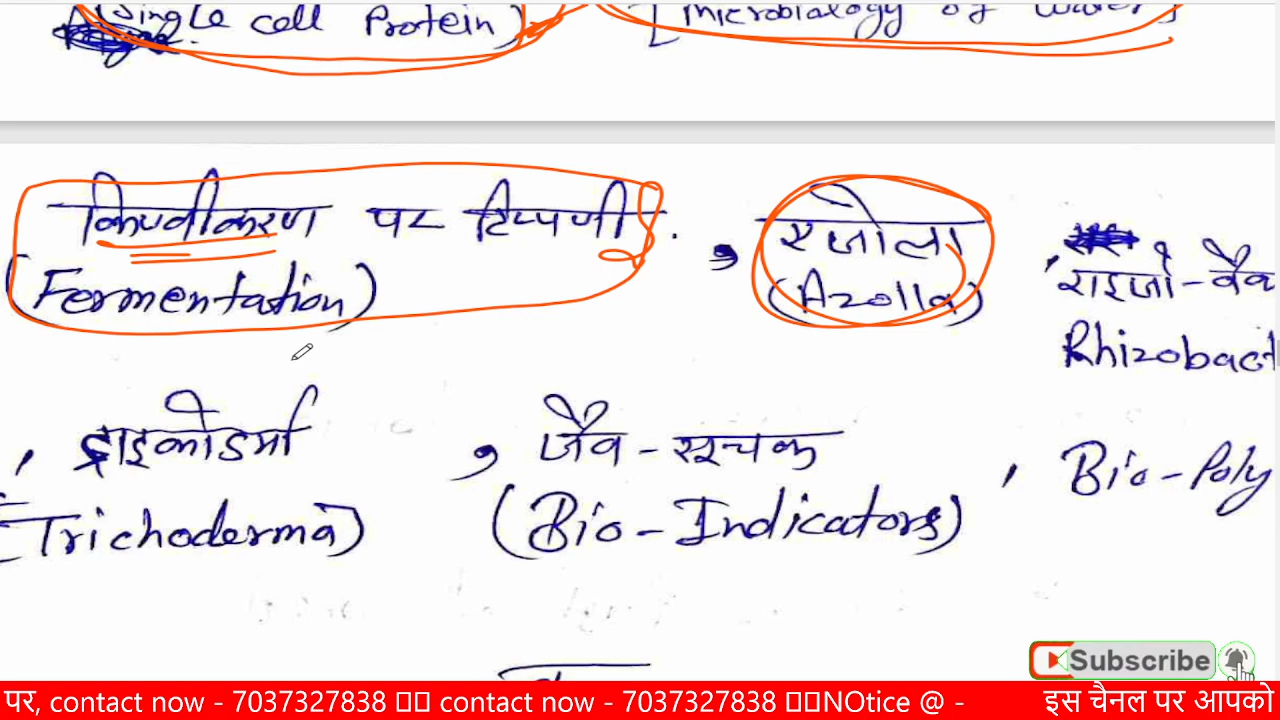 (Single cell Protein)
[Microbiology of Water]
किण्वीकरण पर टिप्पणी.
(Fermentation)
, एजोला
(Azolla)
, राइजो-बैक
Rhizobact
, ट्राइकोडर्मा
(Trichoderma)
, जैव-सूचक
(Bio-Indicators)
, Bio-Poly
Subscribe
पर, contact now - 7037327838 contact now - 7037327838 NOtice @ - इस चैनल पर आपको